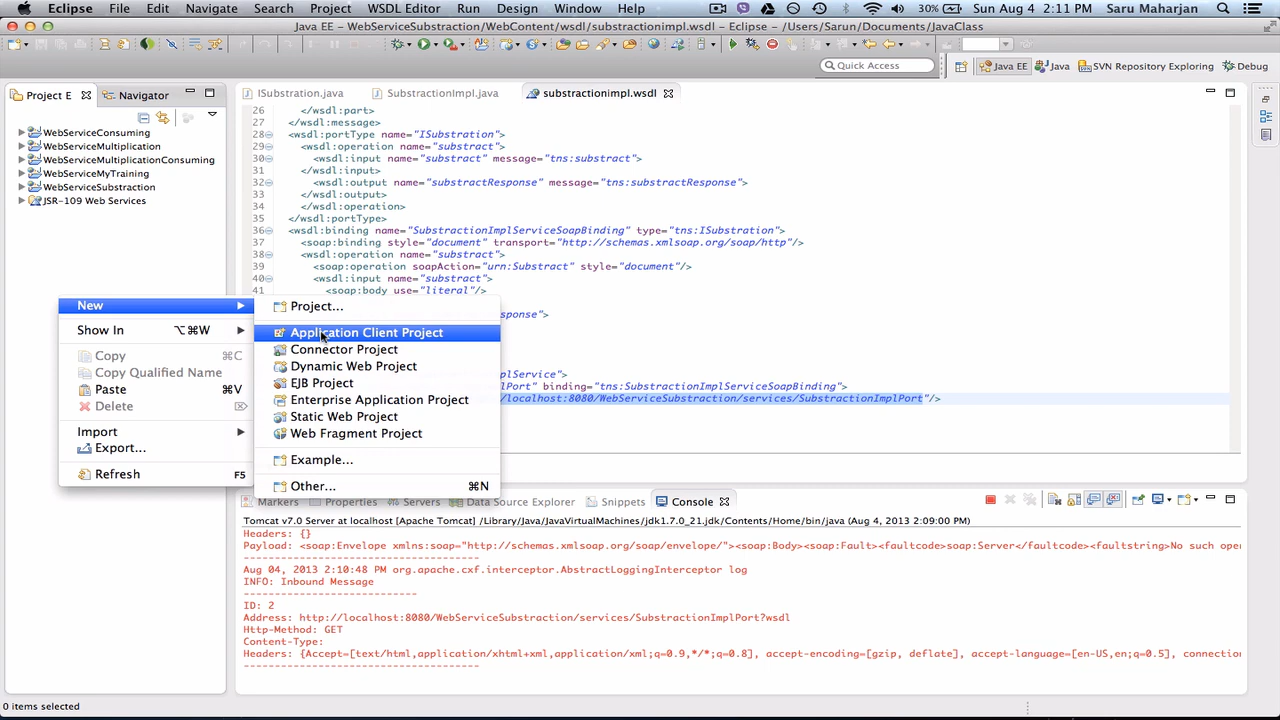 Eclipse File Edit Navigate Search Project WSDL Editor Run Design Window Help 30% Sun Aug 4 2:11 PM Saru Maharjan
Java EE – WebServiceSubstraction/WebContent/wsdl/substractionimpl.wsdl – Eclipse – /Users/Sarun/Documents/JavaClass
Quick Access Java EE Java SVN Repository Exploring Debug
Project E Navigator
ISubstration.java SubstractionImpl.java substractionimpl.wsdl
WebServiceConsuming
WebServiceMultiplication
WebServiceMultiplicationConsuming
WebServiceMyTraining
WebServiceSubstraction
JSR-109 Web Services
26 </wsdl:part>
27 </wsdl:message>
28 <wsdl:portType name="ISubstration">
29 <wsdl:operation name="substract">
30 <wsdl:input name="substract" message="tns:substract">
31 </wsdl:input>
32 <wsdl:output name="substractResponse" message="tns:substractResponse">
33 </wsdl:output>
34 </wsdl:operation>
35 </wsdl:portType>
36 <wsdl:binding name="SubstractionImplServiceSoapBinding" type="tns:ISubstration">
37 <soap:binding style="document" transport="http://schemas.xmlsoap.org/soap/http"/>
38 <wsdl:operation name="substract">
39 <soap:operation soapAction="urn:Substract" style="document"/>
40 <wsdl:input name="substract">
41 <soap:body use="literal"/>
onse">
lService">
lPort" binding="tns:SubstractionImplServiceSoapBinding">
/localhost:8080/WebServiceSubstraction/services/SubstractionImplPort"/>
New
Show In ⌥⌘W
Copy ⌘C
Copy Qualified Name
Paste ⌘V
Delete
Import
Export...
Refresh F5
Project...
Application Client Project
Connector Project
Dynamic Web Project
EJB Project
Enterprise Application Project
Static Web Project
Web Fragment Project
Example...
Other... ⌘N
Markers Properties Servers Data Source Explorer Snippets Console
Tomcat v7.0 Server at localhost [Apache Tomcat] /Library/Java/JavaVirtualMachines/jdk1.7.0_21.jdk/Contents/Home/bin/java (Aug 4, 2013 2:09:00 PM)
Headers: {}
Payload: <soap:Envelope xmlns:soap="http://schemas.xmlsoap.org/soap/envelope/"><soap:Body><soap:Fault><faultcode>soap:Server</faultcode><faultstring>No such oper
--------------------------------------
Aug 04, 2013 2:10:48 PM org.apache.cxf.interceptor.AbstractLoggingInterceptor log
INFO: Inbound Message
----------------------------
ID: 2
Address: http://localhost:8080/WebServiceSubstraction/services/SubstractionImplPort?wsdl
Http-Method: GET
Content-Type:
Headers: {Accept=[text/html,application/xhtml+xml,application/xml;q=0.9,*/*;q=0.8], accept-encoding=[gzip, deflate], accept-language=[en-US,en;q=0.5], connection
--------------------------------------
0 items selected